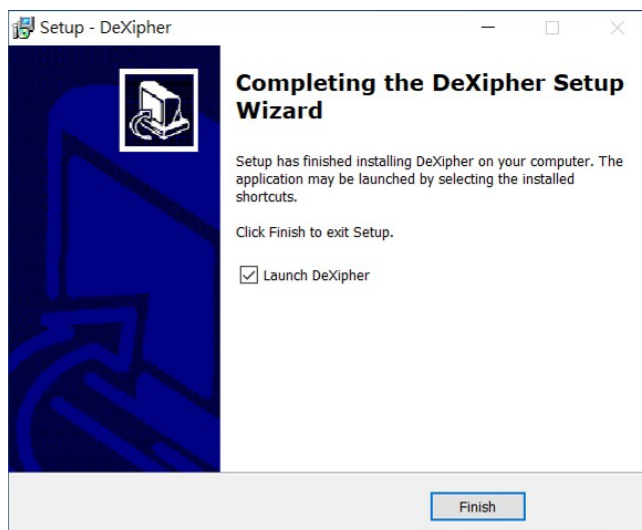 Setup - DeXipher
Completing the DeXipher Setup
Wizard
Setup has finished installing DeXipher on your computer. The
application may be launched by selecting the installed
shortcuts.
Click Finish to exit Setup.
Launch DeXipher
Finish